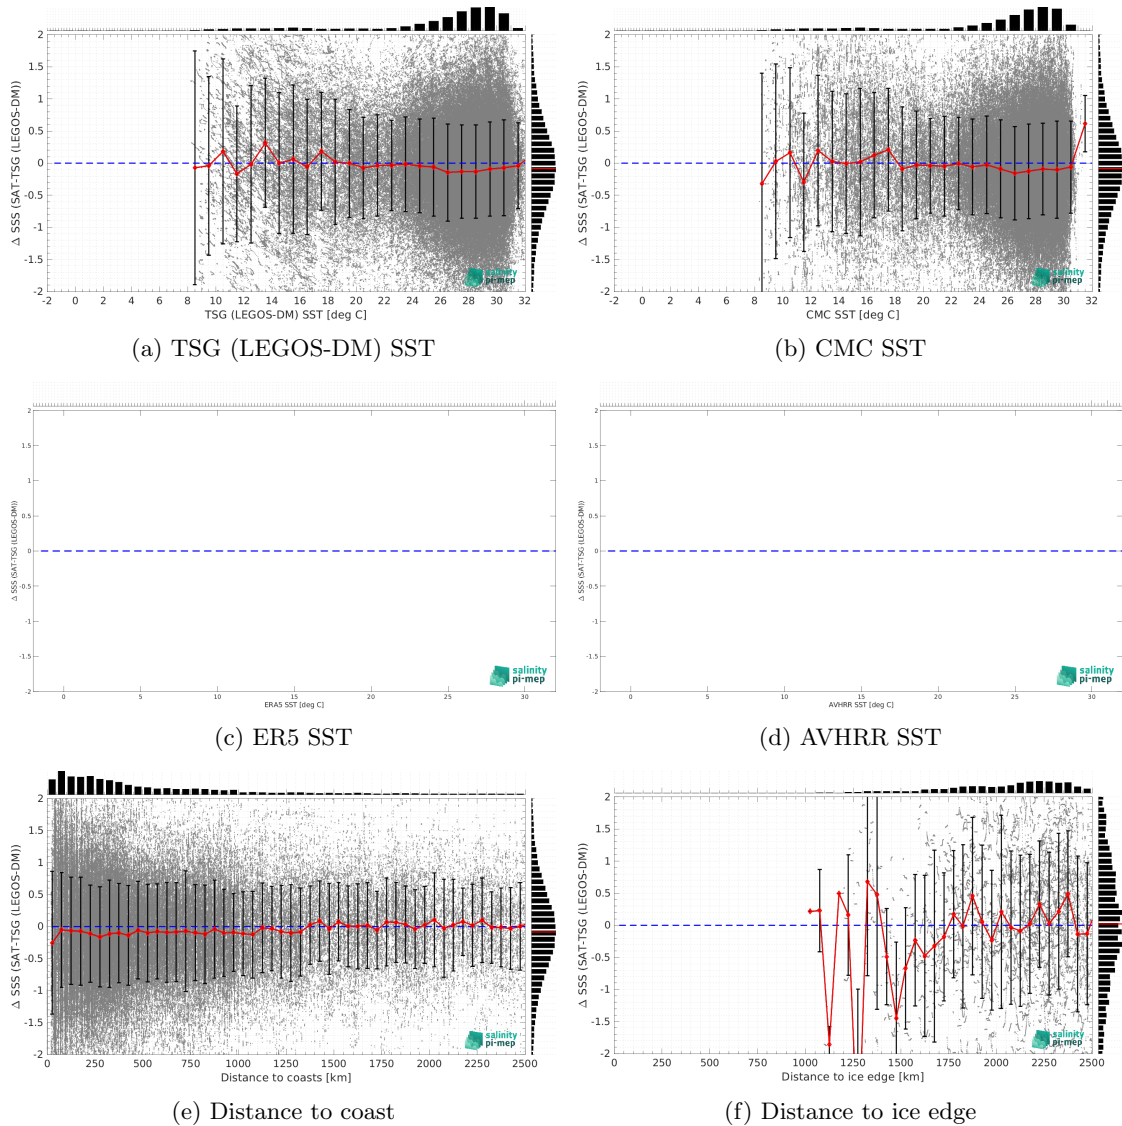 2
1.5
1
0.5
0
-0.5
-1
-1.5
-2
Δ SSS (SAT-TSG (LEGOS-DM))
-2 0 2 4 6 8 10 12 14 16 18 20 22 24 26 28 30 32
TSG (LEGOS-DM) SST [deg C]
salinity
pi-mep
(a) TSG (LEGOS-DM) SST
2
1.5
1
0.5
0
-0.5
-1
-1.5
-2
Δ SSS (SAT-TSG (LEGOS-DM))
-2 0 2 4 6 8 10 12 14 16 18 20 22 24 26 28 30 32
CMC SST [deg C]
salinity
pi-mep
(b) CMC SST
2
1.5
1
0.5
0
-0.5
-1
-1.5
-2
Δ SSS (SAT-TSG (LEGOS-DM))
0 5 10 15 20 25 30
ERA5 SST [deg C]
salinity
pi-mep
(c) ER5 SST
2
1.5
1
0.5
0
-0.5
-1
-1.5
-2
Δ SSS (SAT-TSG (LEGOS-DM))
0 5 10 15 20 25 30
AVHRR SST [deg C]
salinity
pi-mep
(d) AVHRR SST
2
1.5
1
0.5
0
-0.5
-1
-1.5
-2
Δ SSS (SAT-TSG (LEGOS-DM))
0 250 500 750 1000 1250 1500 1750 2000 2250 2500
Distance to coasts [km]
salinity
pi-mep
(e) Distance to coast
2
1.5
1
0.5
0
-0.5
-1
-1.5
-2
Δ SSS (SAT-TSG (LEGOS-DM))
0 250 500 750 1000 1250 1500 1750 2000 2250 2500
Distance to ice edge [km]
salinity
pi-mep
(f) Distance to ice edge